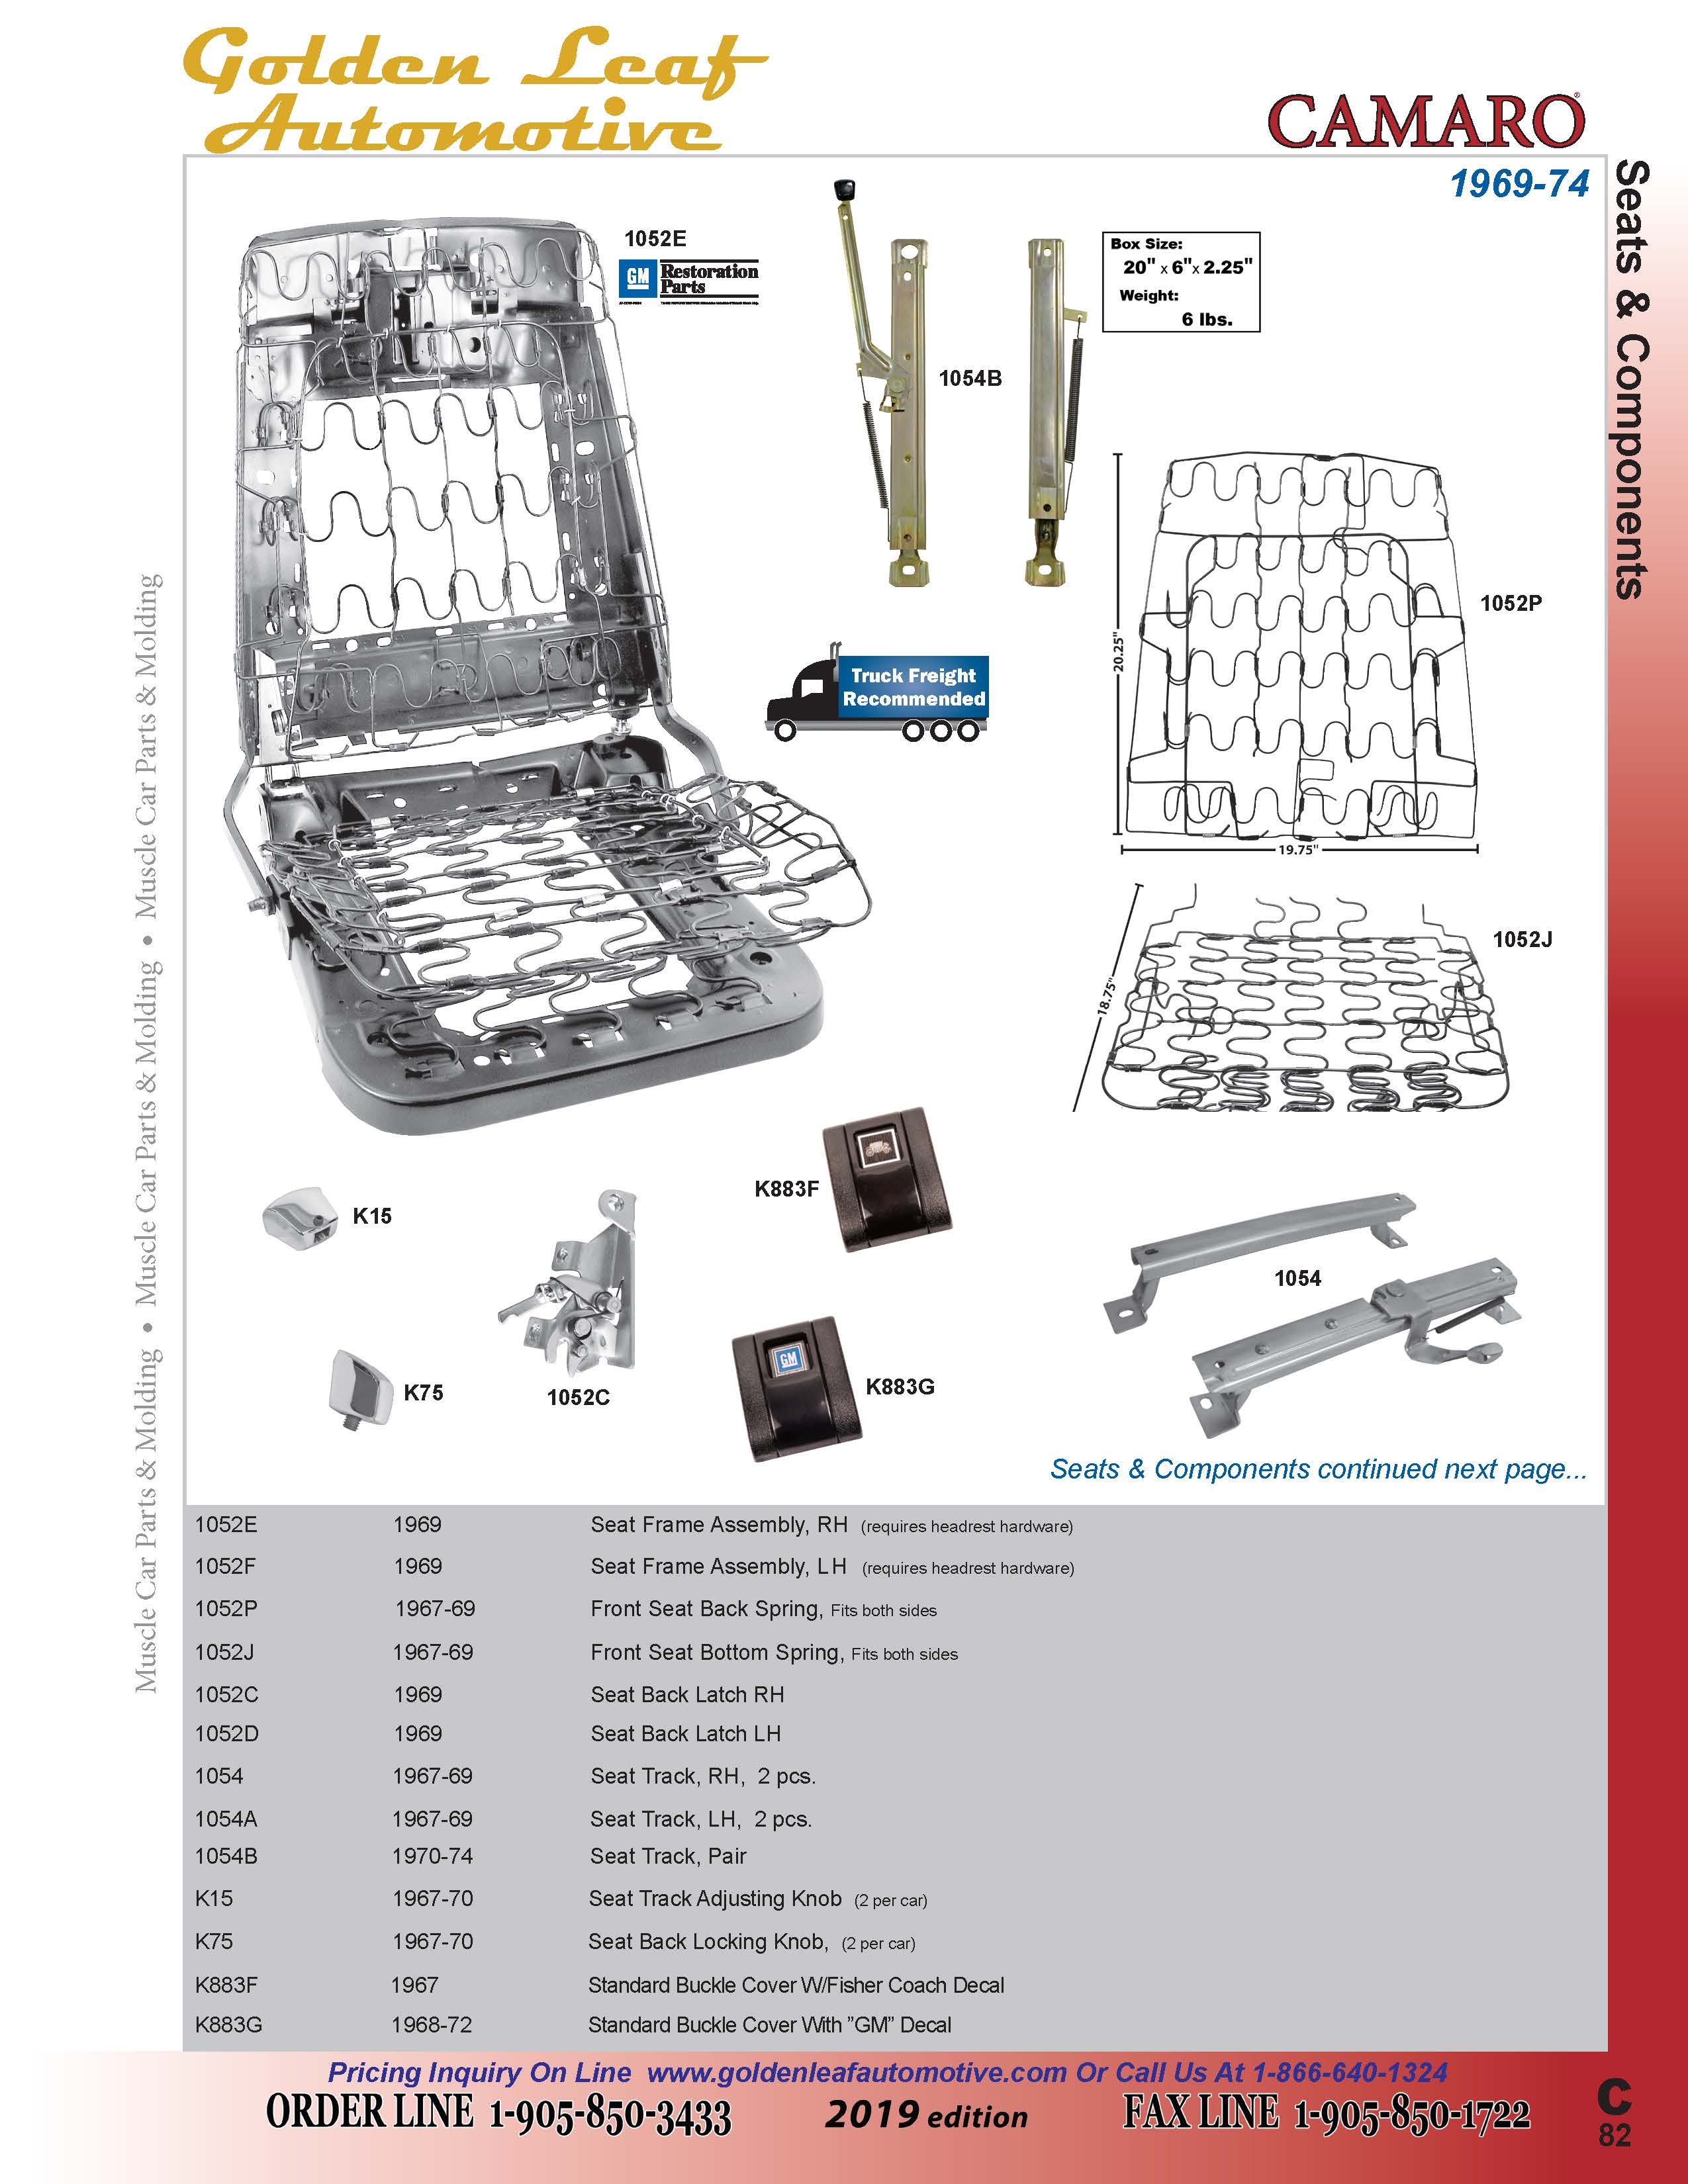 Golden Leaf
Automotive
CAMARO®
1969-74
Seats & Components
Muscle Car Parts & Molding • Muscle Car Parts & Molding • Muscle Car Parts & Molding • Muscle Car Parts & Molding
1052E
GM Restoration
Parts
1054B
Box Size:
20" x 6" x 2.25"
Weight:
6 lbs.
20.25"
1052P
19.75"
Truck Freight
Recommended
18.75"
1052J
K883F
K15
1054
K75
1052C
GM
K883G
Seats & Components continued next page...
1052E 1969 Seat Frame Assembly, RH (requires headrest hardware)
1052F 1969 Seat Frame Assembly, LH (requires headrest hardware)
1052P 1967-69 Front Seat Back Spring, Fits both sides
1052J 1967-69 Front Seat Bottom Spring, Fits both sides
1052C 1969 Seat Back Latch RH
1052D 1969 Seat Back Latch LH
1054 1967-69 Seat Track, RH, 2 pcs.
1054A 1967-69 Seat Track, LH, 2 pcs.
1054B 1970-74 Seat Track, Pair
K15 1967-70 Seat Track Adjusting Knob (2 per car)
K75 1967-70 Seat Back Locking Knob, (2 per car)
K883F 1967 Standard Buckle Cover W/Fisher Coach Decal
K883G 1968-72 Standard Buckle Cover With ”GM” Decal
Pricing Inquiry On Line www.goldenleafautomotive.com Or Call Us At 1-866-640-1324
ORDER LINE 1-905-850-3433 2019 edition FAX LINE 1-905-850-1722
C
82